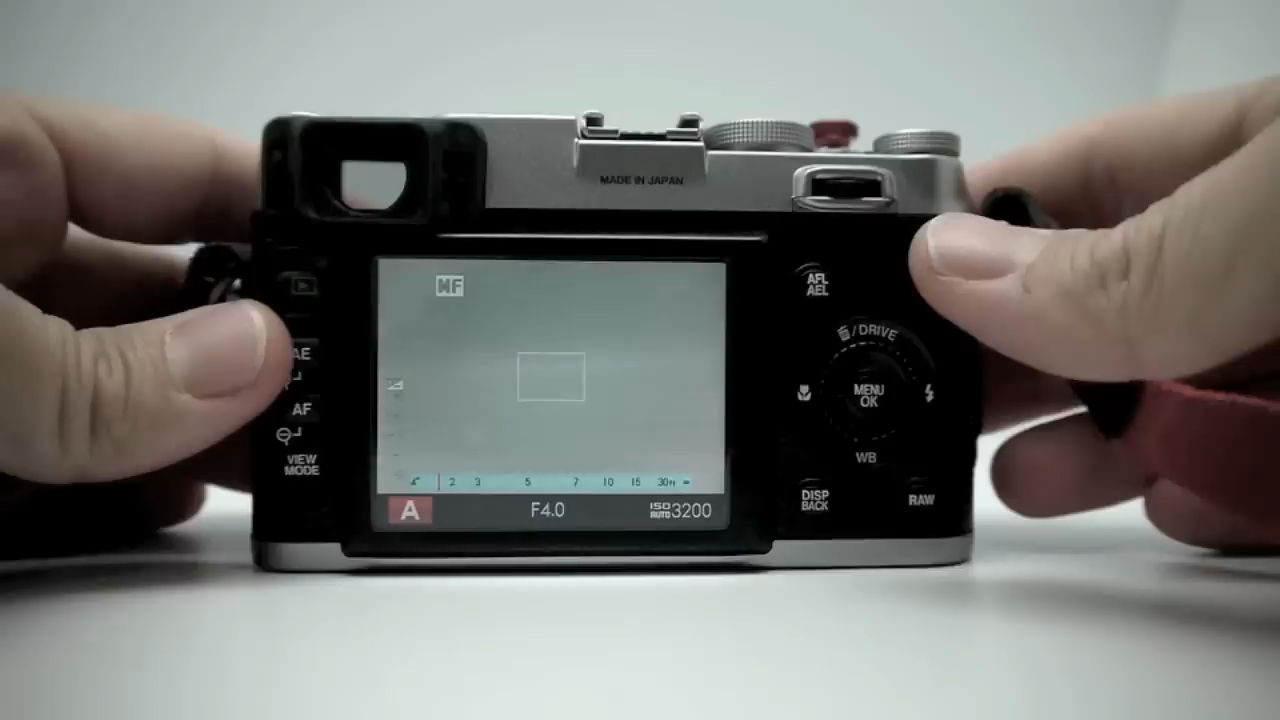 MADE IN JAPAN
MF
AFL
AEL
/DRIVE
AE
MENU
OK
AF
VIEW
MODE
WB
2 3 5 7 10 15 30ft ∞
DISP
BACK
RAW
A F4.0 ISO AUTO 3200